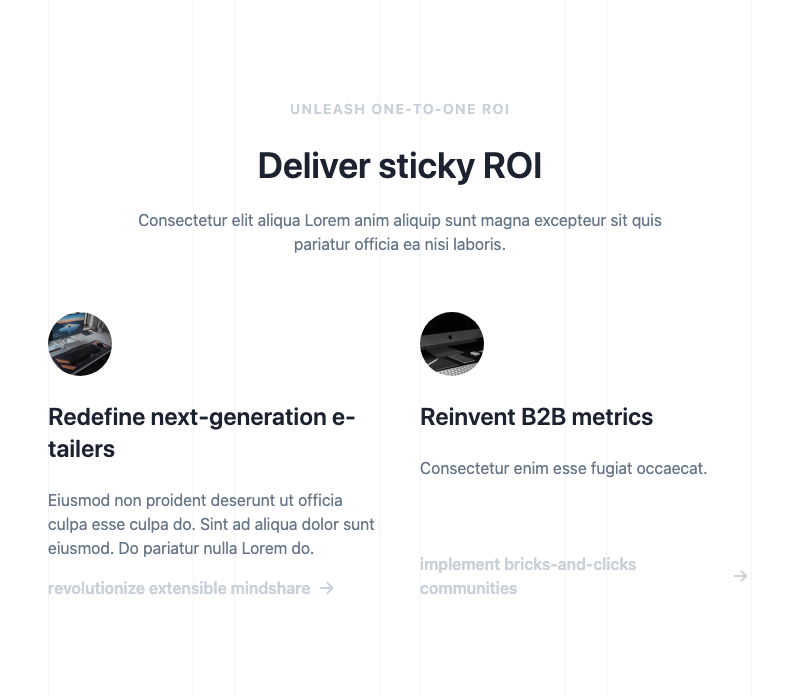 UNLEASH ONE-TO-ONE ROI
Deliver sticky ROI
Consectetur elit aliqua Lorem anim aliquip sunt magna excepteur sit quis
pariatur officia ea nisi laboris.
Redefine next-generation e-
tailers
Eiusmod non proident deserunt ut officia
culpa esse culpa do. Sint ad aliqua dolor sunt
eiusmod. Do pariatur nulla Lorem do.
revolutionize extensible mindshare →
Reinvent B2B metrics
Consectetur enim esse fugiat occaecat.
implement bricks-and-clicks
communities →